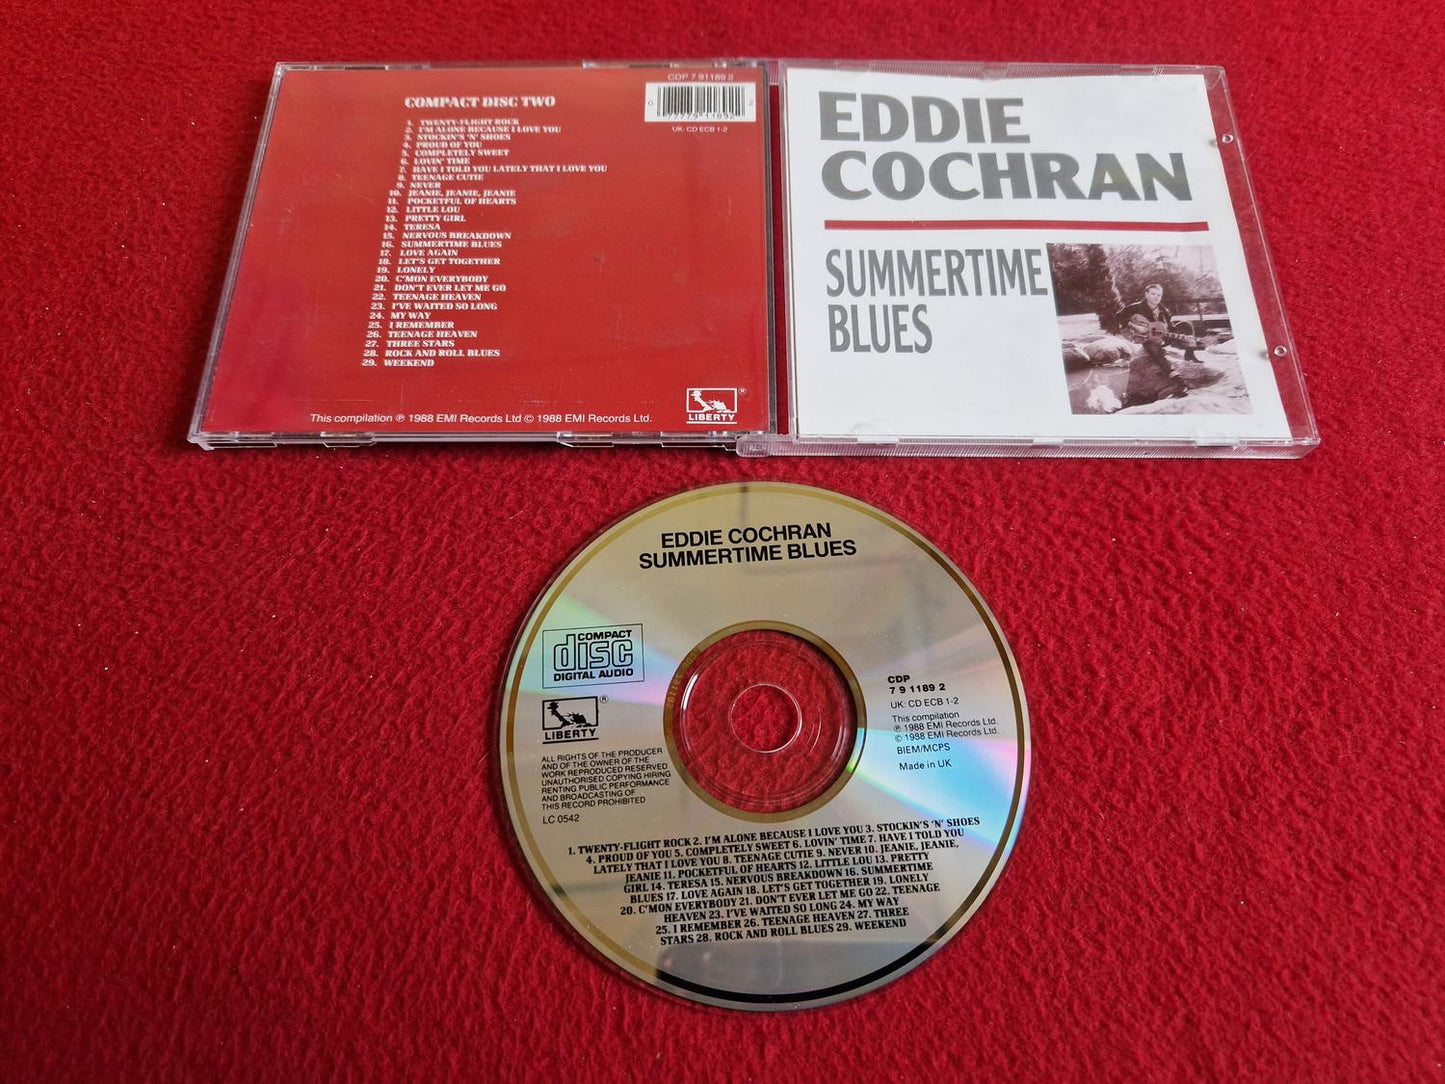 COMPACT DISC TWO
1. TWENTY-FLIGHT ROCK
2. I'M ALONE BECAUSE I LOVE YOU
3. STOCKIN'S 'N' SHOES
4. PROUD OF YOU
5. COMPLETELY SWEET
6. LOVIN' TIME
7. HAVE I TOLD YOU LATELY THAT I LOVE YOU
8. TEENAGE CUTIE
9. NEVER
10. JEANIE, JEANIE, JEANIE
11. POCKETFUL OF HEARTS
12. LITTLE LOU
13. PRETTY GIRL
14. TERESA
15. NERVOUS BREAKDOWN
16. SUMMERTIME BLUES
17. LOVE AGAIN
18. LET'S GET TOGETHER
19. LONELY
20. C'MON EVERYBODY
21. DON'T EVER LET ME GO
22. TEENAGE HEAVEN
23. I'VE WAITED SO LONG
24. MY WAY
25. I REMEMBER
26. TEENAGE HEAVEN
27. THREE STARS
28. ROCK AND ROLL BLUES
29. WEEKEND
CDP 7 91189 2
0 77779 11892 2
UK: CD ECB 1-2
This compilation ℗ 1988 EMI Records Ltd © 1988 EMI Records Ltd.
LIBERTY ®
EDDIE
COCHRAN
SUMMERTIME
BLUES
EDDIE COCHRAN
SUMMERTIME BLUES
COMPACT
disc
DIGITAL AUDIO
LIBERTY ®
ALL RIGHTS OF THE PRODUCER
AND OF THE OWNER OF THE
WORK REPRODUCED RESERVED
UNAUTHORISED COPYING HIRING
RENTING PUBLIC PERFORMANCE
AND BROADCASTING OF
THIS RECORD PROHIBITED
LC 0542
CDP
7 9 1189 2
UK: CD ECB 1-2
This compilation
℗ 1988 EMI Records Ltd.
© 1988 EMI Records Ltd.
BIEM/MCPS
Made in UK
1. TWENTY-FLIGHT ROCK 2. I'M ALONE BECAUSE I LOVE YOU 3. STOCKIN'S 'N' SHOES
4. PROUD OF YOU 5. COMPLETELY SWEET 6. LOVIN' TIME 7. HAVE I TOLD YOU
LATELY THAT I LOVE YOU 8. TEENAGE CUTIE 9. NEVER 10. JEANIE, JEANIE,
JEANIE 11. POCKETFUL OF HEARTS 12. LITTLE LOU 13. PRETTY
GIRL 14. TERESA 15. NERVOUS BREAKDOWN 16. SUMMERTIME
BLUES 17. LOVE AGAIN 18. LET'S GET TOGETHER 19. LONELY
20. C'MON EVERYBODY 21. DON'T EVER LET ME GO 22. TEENAGE
HEAVEN 23. I'VE WAITED SO LONG 24. MY WAY
25. I REMEMBER 26. TEENAGE HEAVEN 27. THREE
STARS 28. ROCK AND ROLL BLUES 29. WEEKEND